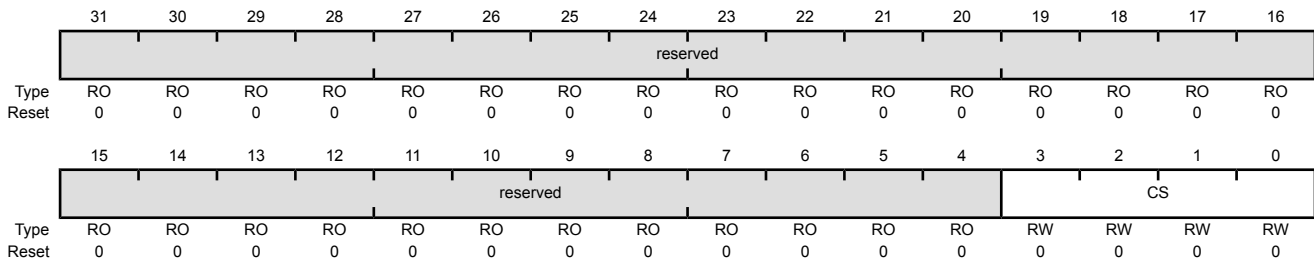 31 30 29 28 27 26 25 24 23 22 21 20 19 18 17 16
reserved
Type RO RO RO RO RO RO RO RO RO RO RO RO RO RO RO RO
Reset 0 0 0 0 0 0 0 0 0 0 0 0 0 0 0 0
15 14 13 12 11 10 9 8 7 6 5 4 3 2 1 0
reserved CS
Type RO RO RO RO RO RO RO RO RO RO RO RO RW RW RW RW
Reset 0 0 0 0 0 0 0 0 0 0 0 0 0 0 0 0